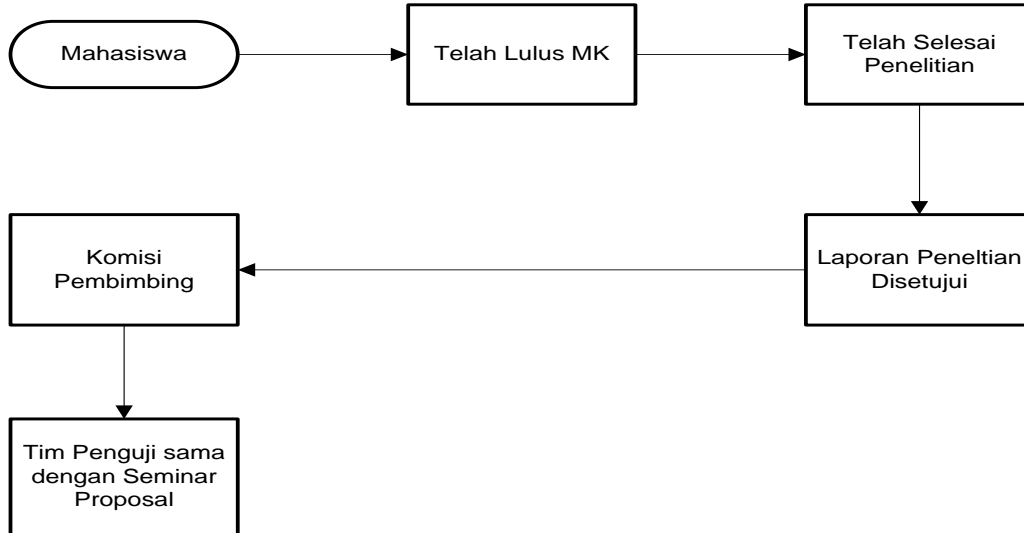 Mahasiswa
Telah Lulus MK
Telah Selesai
Penelitian
Laporan Peneltian
Disetujui
Komisi
Pembimbing
Tim Penguji sama
dengan Seminar
Proposal